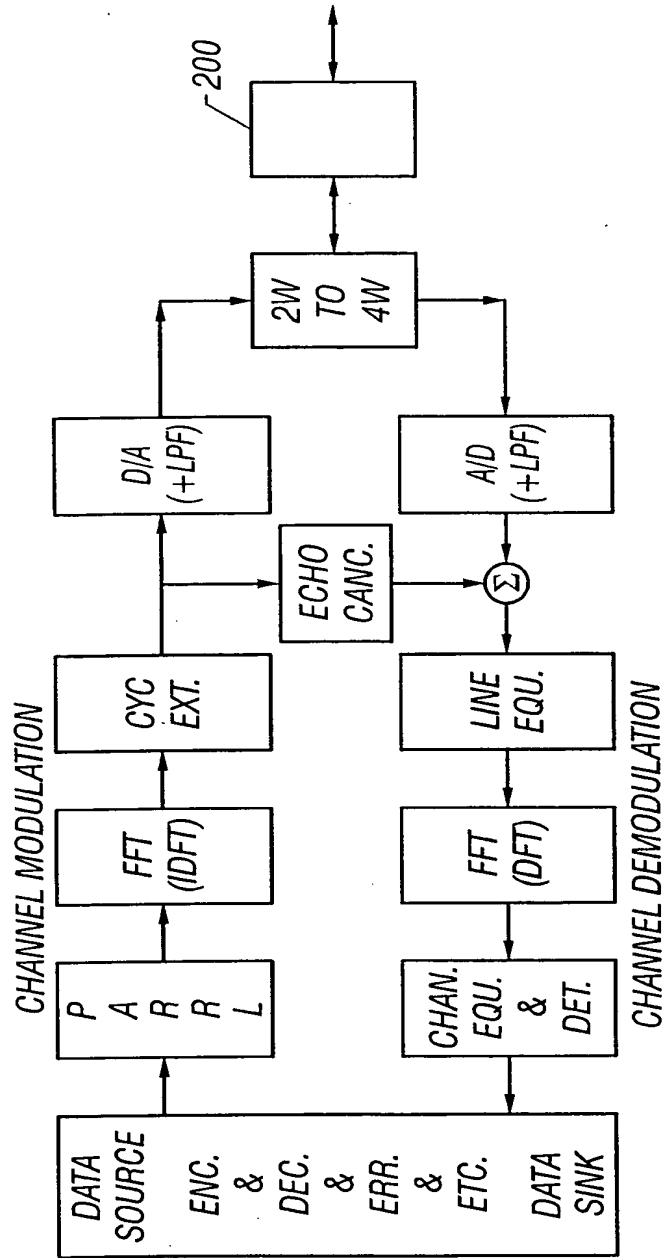 CHANNEL MODULATION
DATA
SOURCE
ENC.
&
DEC.
&
ERR.
&
ETC.
DATA
SINK
P
A
R
R
L
FFT
(IDFT)
CYC
EXT.
D/A
(+LPF)
ECHO
CANC.
2W
TO
4W
200
A/D
(+LPF)
Σ
LINE
EQU.
FFT
(DFT)
CHAN.
EQU.
&
DET.
CHANNEL DEMODULATION